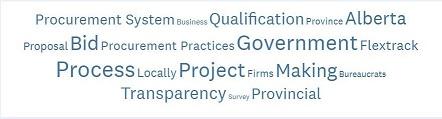 Procurement System Business Qualification Province Alberta
Proposal Bid Procurement Practices Government Flextrack
Process Locally Project Firms Making Bureaucrats
Transparency Survey Provincial